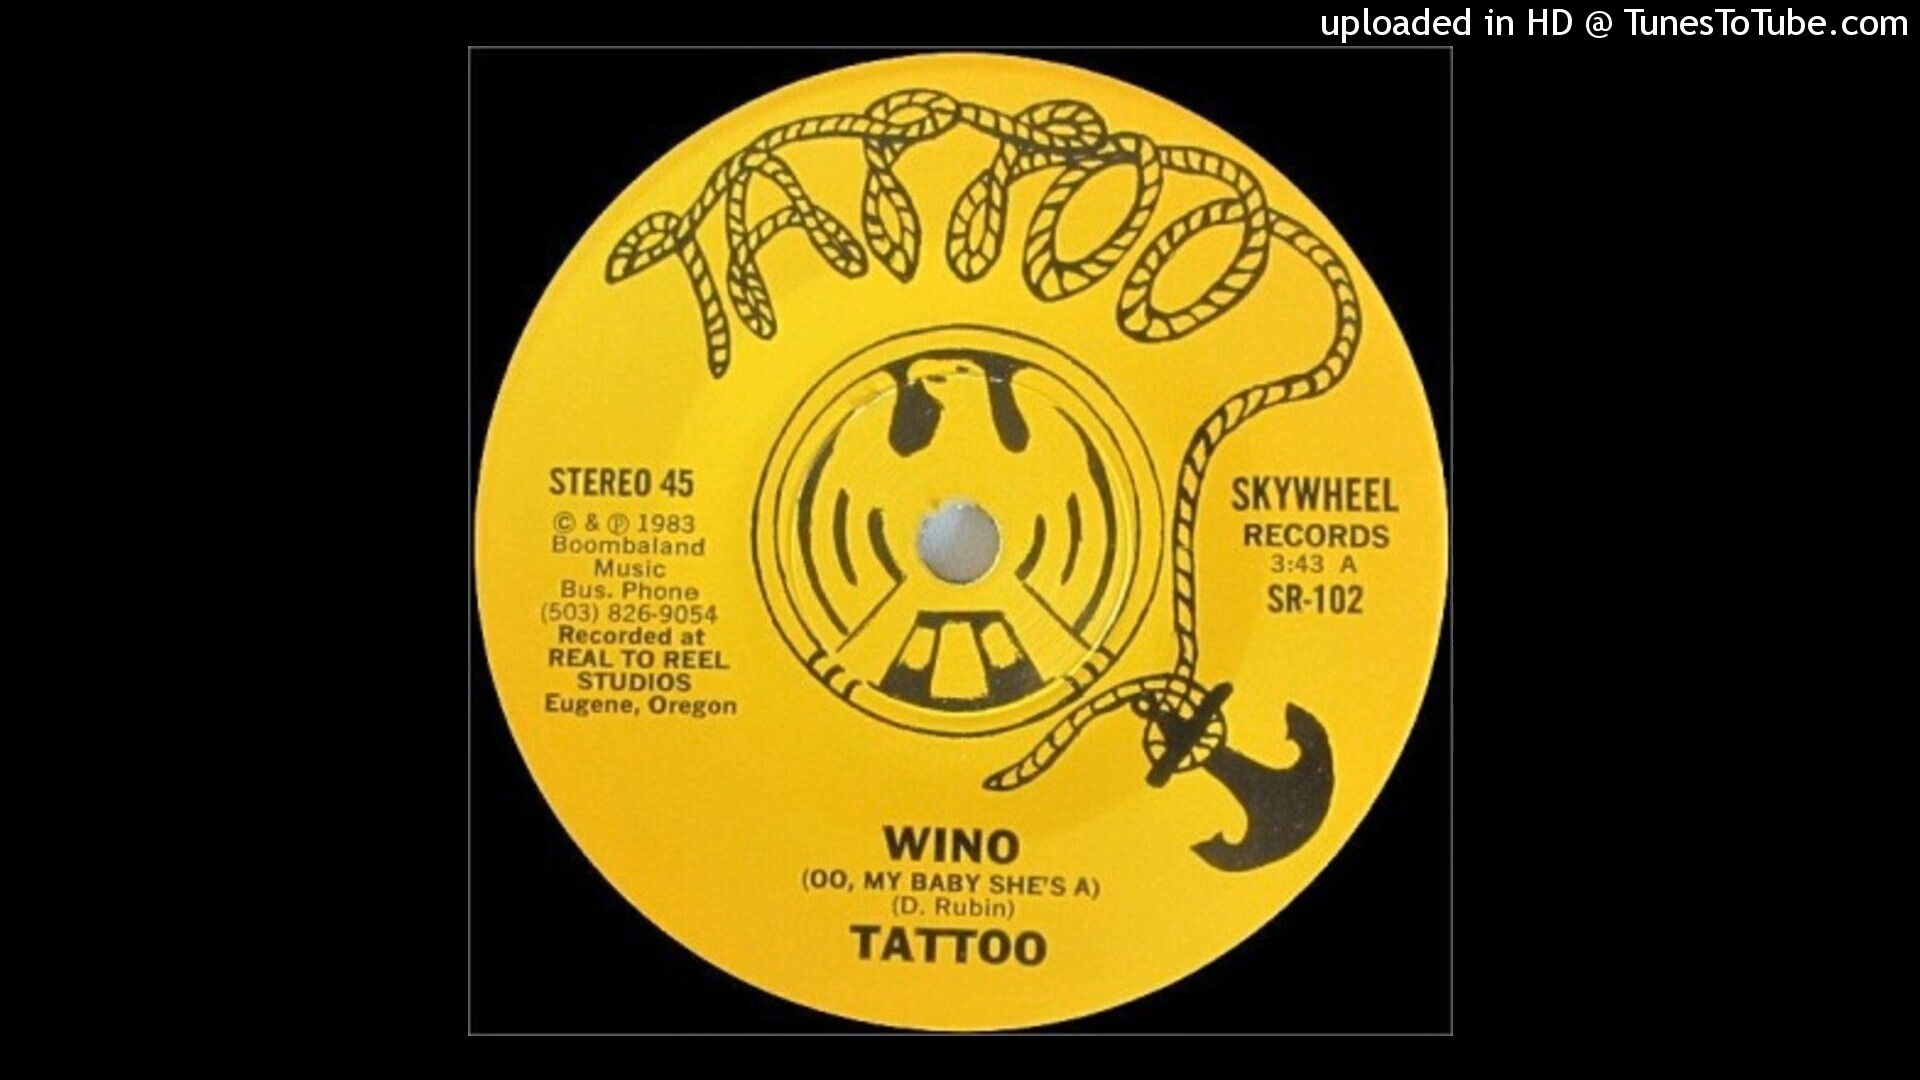 uploaded in HD @ TunesToTube.com
TATTOO
STEREO 45
© & ℗ 1983
Boombaland
Music
Bus. Phone
(503) 826-9054
Recorded at
REAL TO REEL
STUDIOS
Eugene, Oregon
SKYWHEEL
RECORDS
3:43 A
SR-102
WINO
(OO, MY BABY SHE'S A)
(D. Rubin)
TATTOO